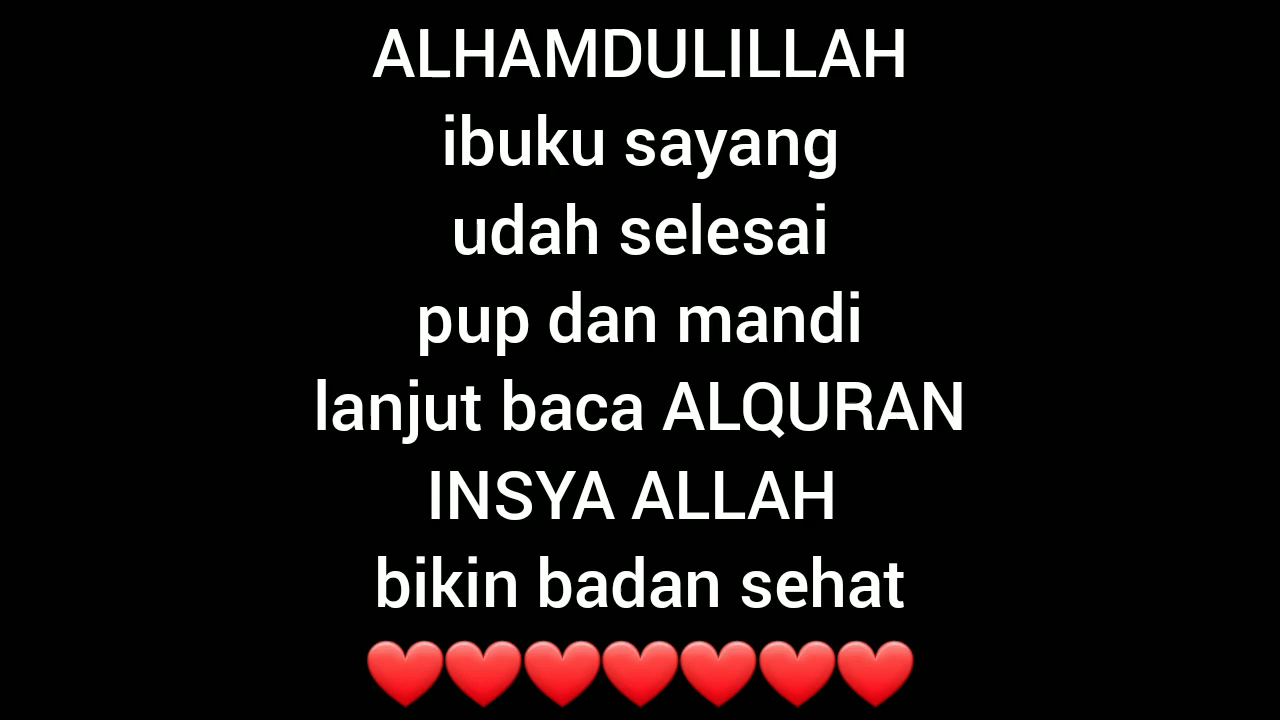 ALHAMDULILLAH
ibuku sayang
udah selesai
pup dan mandi
lanjut baca ALQURAN
INSYA ALLAH
bikin badan sehat
❤️❤️❤️❤️❤️❤️❤️